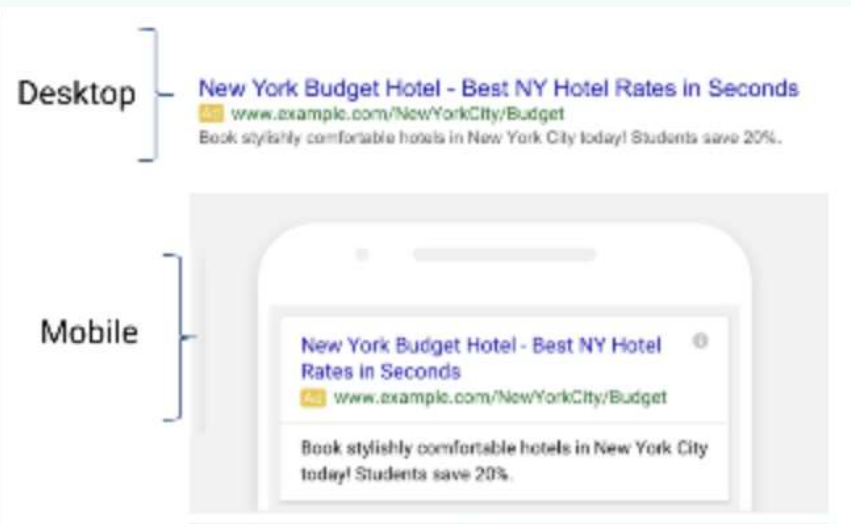 Desktop
New York Budget Hotel - Best NY Hotel Rates in Seconds
Ad www.example.com/NewYorkCity/Budget
Book stylishly comfortable hotels in New York City today! Students save 20%.
Mobile
New York Budget Hotel - Best NY Hotel
Rates in Seconds
Ad www.example.com/NewYorkCity/Budget
Book stylishly comfortable hotels in New York City
today! Students save 20%.